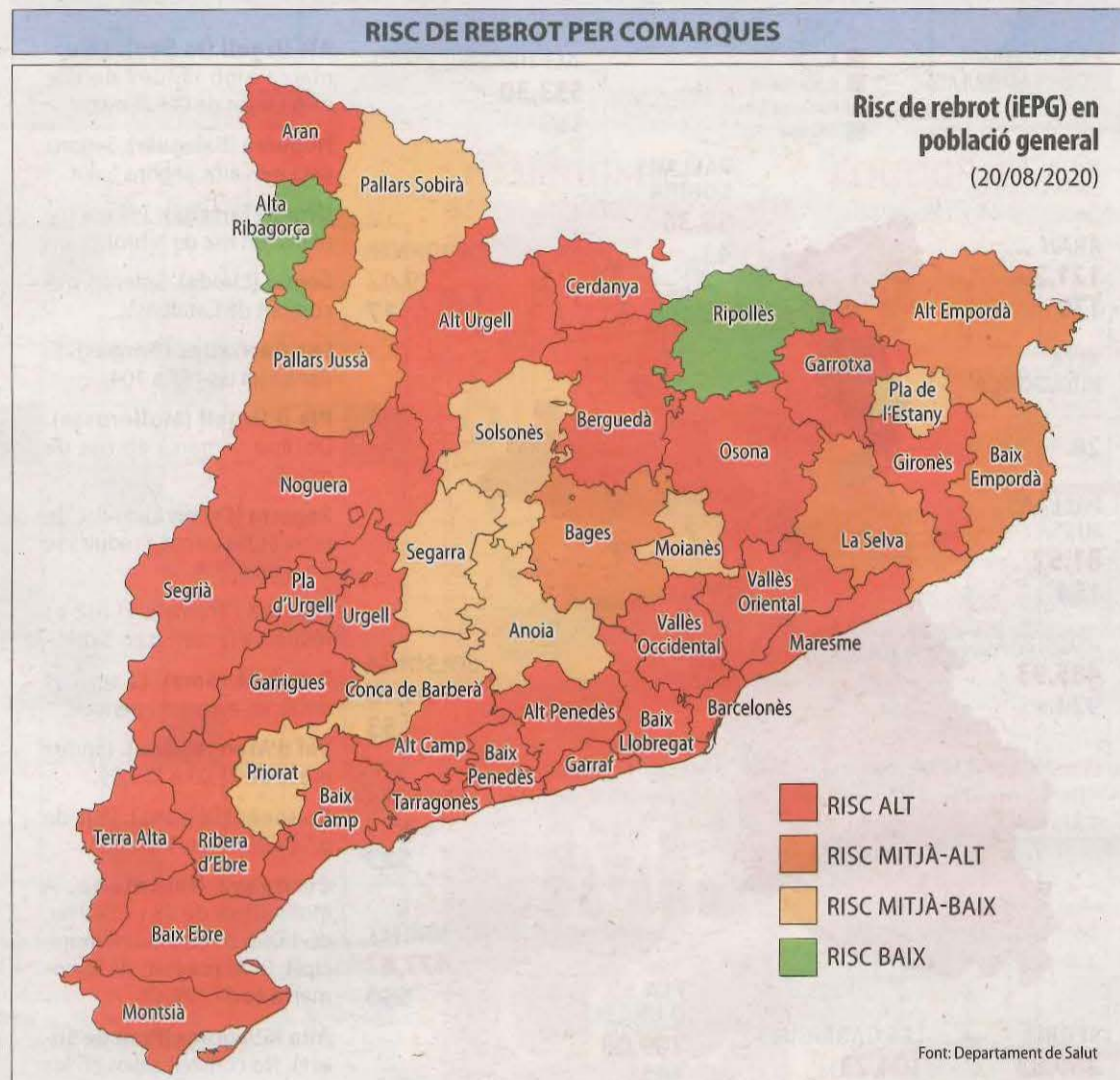 RISC DE REBROT PER COMARQUES
Risc de rebrot (iEPG) en
població general
(20/08/2020)
Aran
Pallars Sobirà
Alta
Ribagorça
Cerdanya
Ripollès
Alt Empordà
Alt Urgell
Pallars Jussà
Garrotxa
Pla de
l'Estany
Berguedà
Solsonès
Osona
Gironès
Baix
Empordà
Noguera
Bages
Moianès
La Selva
Segarra
Segrià
Pla
d'Urgell
Urgell
Vallès
Oriental
Anoia
Vallès
Occidental
Maresme
Garrigues
Conca de Barberà
Alt Penedès
Baix
Llobregat
Barcelonès
Alt Camp
Baix
Penedès
Garraf
Priorat
Baix
Camp
Tarragonès
Terra Alta
Ribera
d'Ebre
Baix Ebre
Montsià
RISC ALT
RISC MITJÀ-ALT
RISC MITJÀ-BAIX
RISC BAIX
Font: Departament de Salut